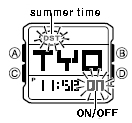 summer time
DST
A TYO B
C P 11:58 ON D
ON/OFF